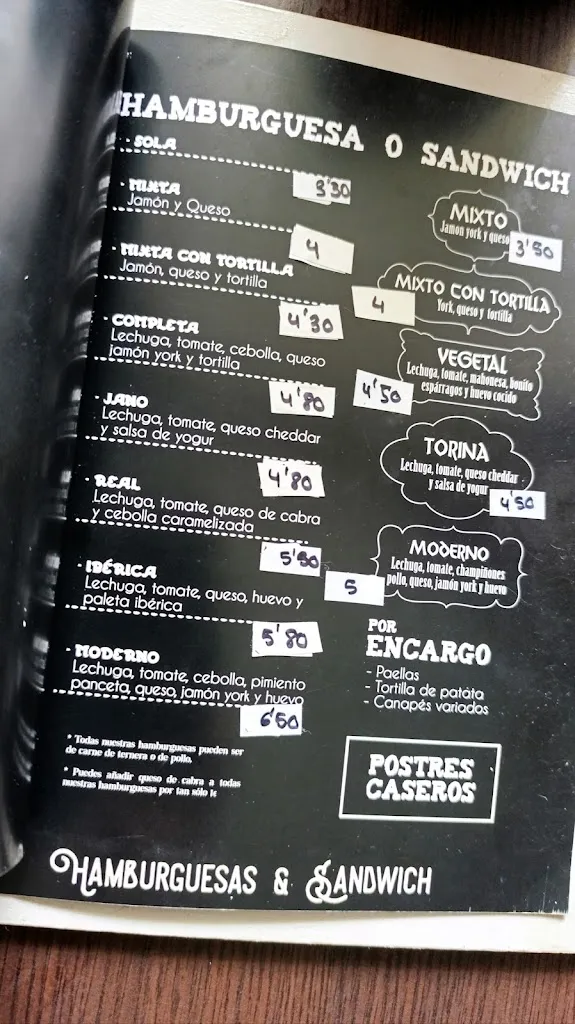 HAMBURGUESA O SANDWICH
· SOLA
3'30
· MIXTA
Jamón y Queso
4
· MIXTA CON TORTILLA
Jamón, queso y tortilla
4'30
· COMPLETA
Lechuga, tomate, cebolla, queso
jamón york y tortilla
4'80
· JANO
Lechuga, tomate, queso cheddar
y salsa de yogur
4'80
· REAL
Lechuga, tomate, queso de cabra
y cebolla caramelizada
· IBÉRICA
Lechuga, tomate, queso, huevo y
paleta ibérica
5'80
· MODERNO
Lechuga, tomate, cebolla, pimiento
panceta, queso, jamón york y huevo
6'50
* Todas nuestras hamburguesas pueden ser
de carne de ternera o de pollo.
* Puedes añadir queso de cabra a todas
nuestras hamburguesas por tan sólo 1€
MIXTO
Jamon york y queso
3'50
MIXTO CON TORTILLA
York, queso y tortilla
4
VEGETAL
Lechuga, tomate, mahonesa, bonito
espárragos y huevo cocido
4'50
TORINA
Lechuga, tomate, queso cheddar
y salsa de yogur
4'50
MODERNO
Lechuga, tomate, champiñones
pollo, queso, jamón york y huevo
5
POR
ENCARGO
- Paellas
- Tortilla de patáta
- Canapés variados
POSTRES
CASEROS
HAMBURGUESAS & SANDWICH